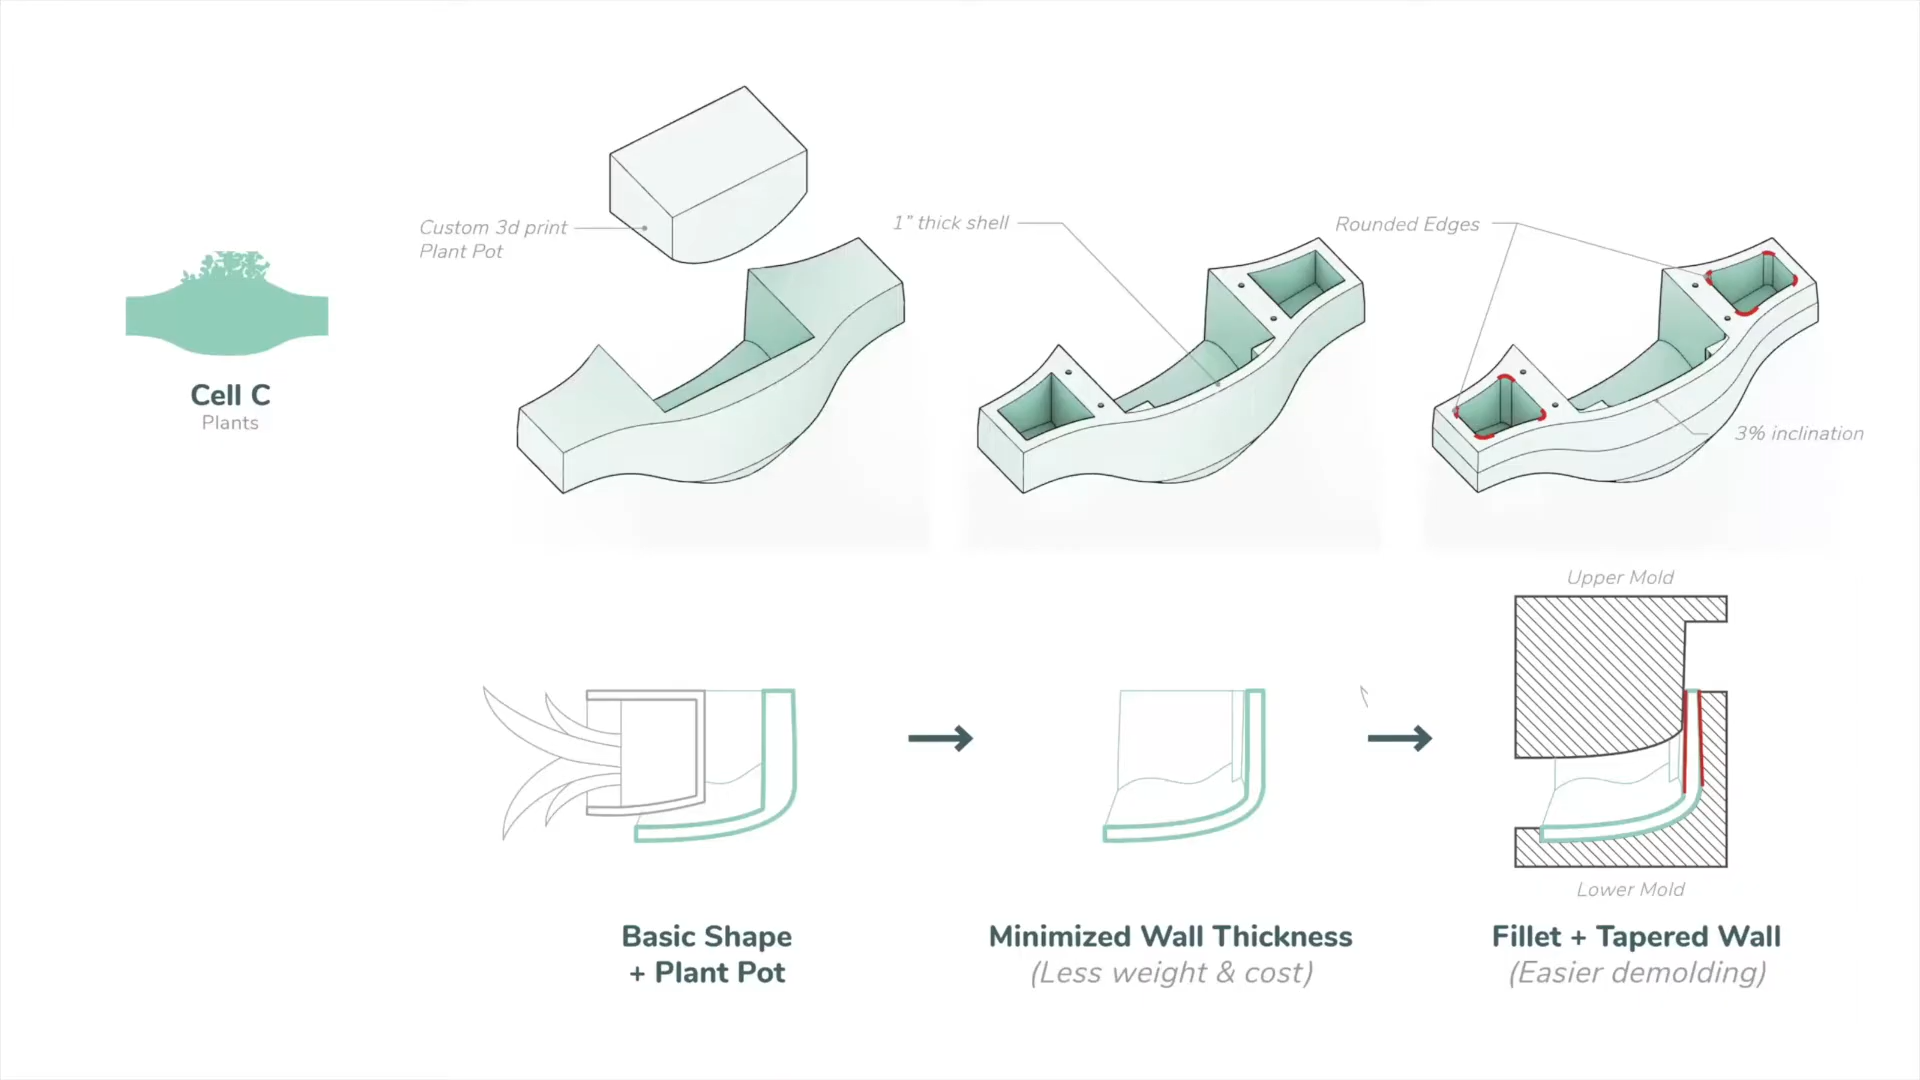 Custom 3d print
Plant Pot
1” thick shell
Rounded Edges
3% inclination
Cell C
Plants
Upper Mold
Lower Mold
Basic Shape
+ Plant Pot
Minimized Wall Thickness
(Less weight & cost)
Fillet + Tapered Wall
(Easier demolding)